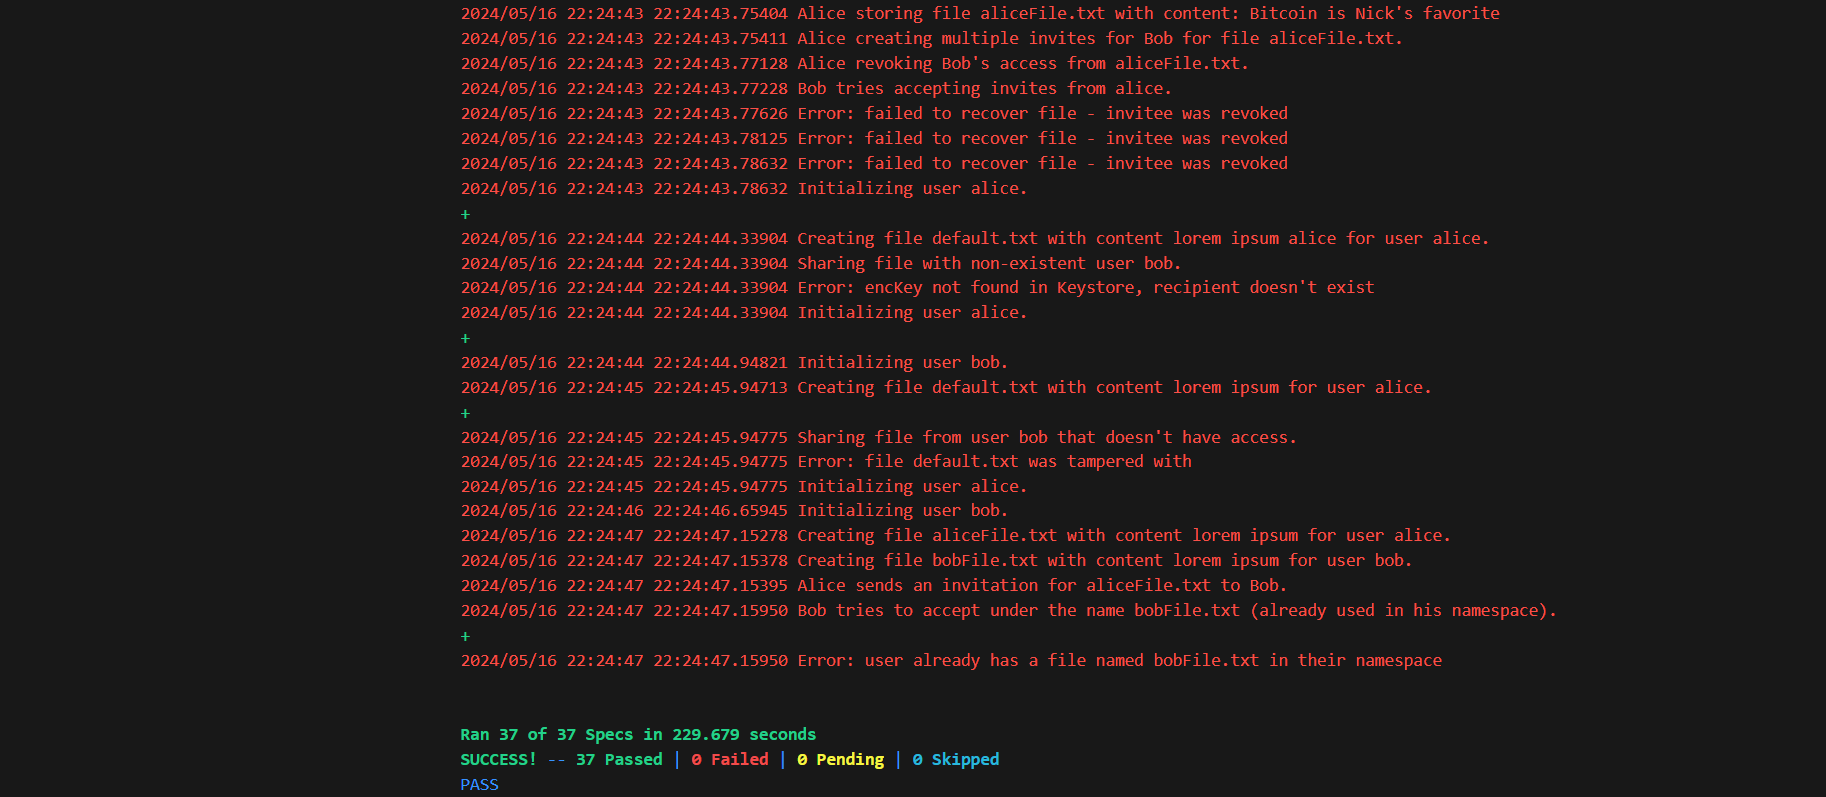 2024/05/16 22:24:43 22:24:43.75404 Alice storing file aliceFile.txt with content: Bitcoin is Nick's favorite
2024/05/16 22:24:43 22:24:43.75411 Alice creating multiple invites for Bob for file aliceFile.txt.
2024/05/16 22:24:43 22:24:43.77128 Alice revoking Bob's access from aliceFile.txt.
2024/05/16 22:24:43 22:24:43.77228 Bob tries accepting invites from alice.
2024/05/16 22:24:43 22:24:43.77626 Error: failed to recover file - invitee was revoked
2024/05/16 22:24:43 22:24:43.78125 Error: failed to recover file - invitee was revoked
2024/05/16 22:24:43 22:24:43.78632 Error: failed to recover file - invitee was revoked
2024/05/16 22:24:43 22:24:43.78632 Initializing user alice.
+
2024/05/16 22:24:44 22:24:44.33904 Creating file default.txt with content lorem ipsum alice for user alice.
2024/05/16 22:24:44 22:24:44.33904 Sharing file with non-existent user bob.
2024/05/16 22:24:44 22:24:44.33904 Error: encKey not found in Keystore, recipient doesn't exist
2024/05/16 22:24:44 22:24:44.33904 Initializing user alice.
+
2024/05/16 22:24:44 22:24:44.94821 Initializing user bob.
2024/05/16 22:24:45 22:24:45.94713 Creating file default.txt with content lorem ipsum for user alice.
+
2024/05/16 22:24:45 22:24:45.94775 Sharing file from user bob that doesn't have access.
2024/05/16 22:24:45 22:24:45.94775 Error: file default.txt was tampered with
2024/05/16 22:24:45 22:24:45.94775 Initializing user alice.
2024/05/16 22:24:46 22:24:46.65945 Initializing user bob.
2024/05/16 22:24:47 22:24:47.15278 Creating file aliceFile.txt with content lorem ipsum for user alice.
2024/05/16 22:24:47 22:24:47.15378 Creating file bobFile.txt with content lorem ipsum for user bob.
2024/05/16 22:24:47 22:24:47.15395 Alice sends an invitation for aliceFile.txt to Bob.
2024/05/16 22:24:47 22:24:47.15950 Bob tries to accept under the name bobFile.txt (already used in his namespace).
+
2024/05/16 22:24:47 22:24:47.15950 Error: user already has a file named bobFile.txt in their namespace
Ran 37 of 37 Specs in 229.679 seconds
SUCCESS! -- 37 Passed | 0 Failed | 0 Pending | 0 Skipped
PASS